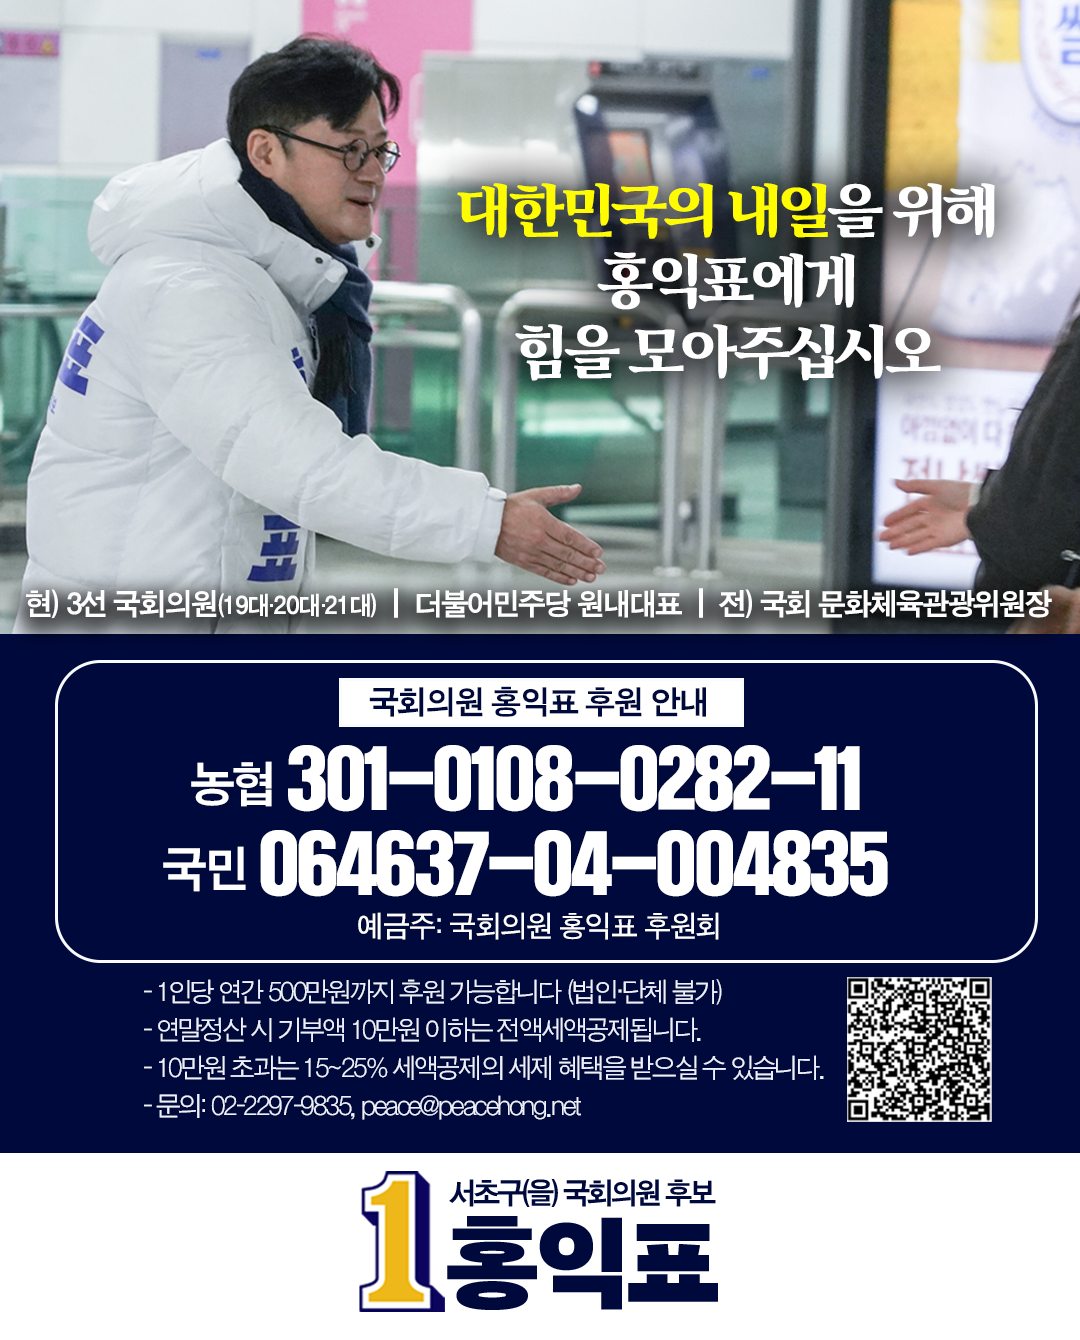 쌀
대한민국의 내일을 위해
홍익표에게
힘을 모아주십시오
표
표
현) 3선 국회의원(19대·20대·21대) | 더불어민주당 원내대표 | 전) 국회 문화체육관광위원장
국회의원 홍익표 후원 안내
농협 301-0108-0282-11
국민 064637-04-004835
예금주: 국회의원 홍익표 후원회
- 1인당 연간 500만원까지 후원 가능합니다 (법인·단체 불가)
- 연말정산 시 기부액 10만원 이하는 전액세액공제됩니다.
- 10만원 초과는 15~25% 세액공제의 세제 혜택을 받으실 수 있습니다.
- 문의: 02-2297-9835, peace@peacehong.net
1 서초구(을) 국회의원 후보
홍익표